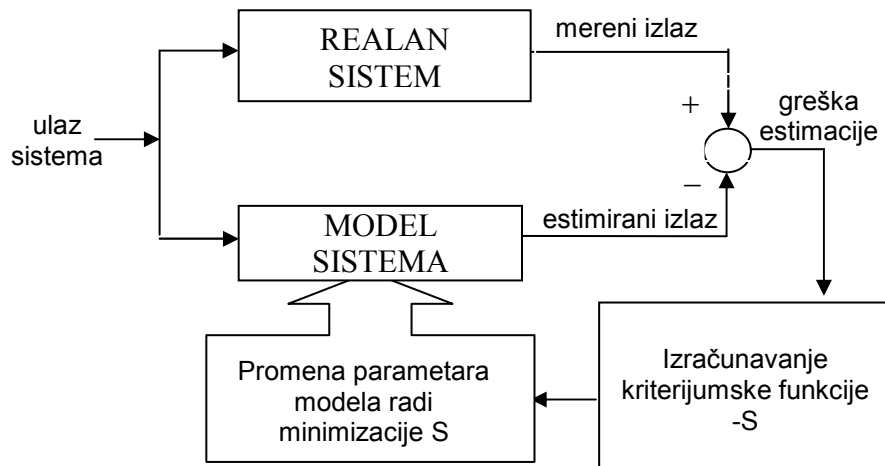 REALAN
SISTEM
mereni izlaz
+
greška
estimacije
ulaz
sistema
−
MODEL
SISTEMA
estimirani izlaz
Promena parametara
modela radi
minimizacije S
Izračunavanje
kriterijumske funkcije
-S